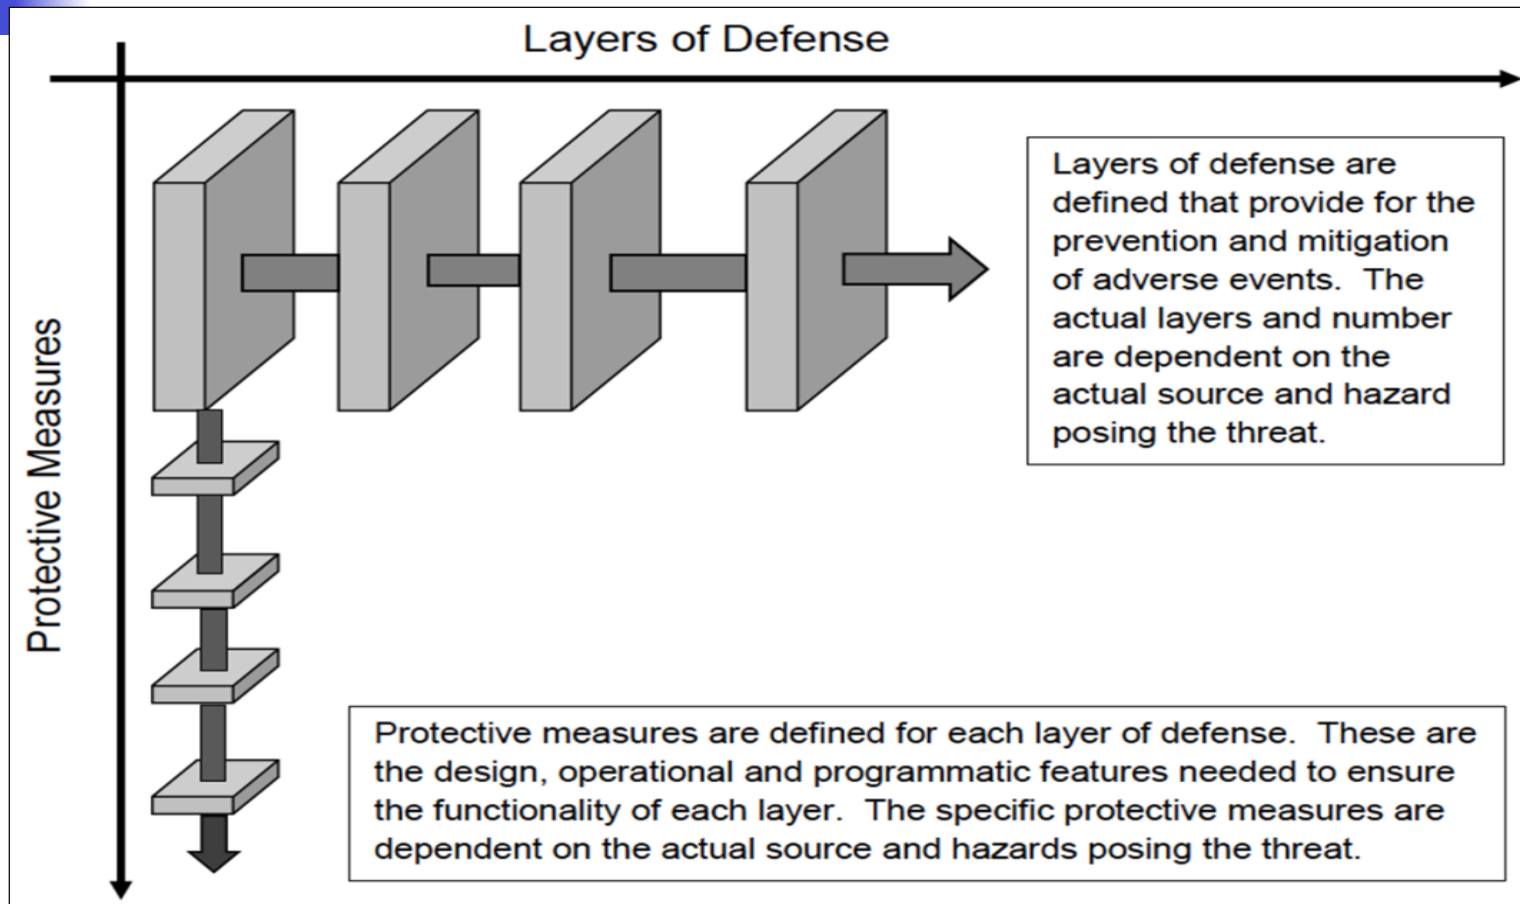 Layers of Defense
Layers of defense are
defined that provide for the
prevention and mitigation
of adverse events.  The
actual layers and number
are dependent on the
actual source and hazard
posing the threat.
Protective Measures
Protective measures are defined for each layer of defense.  These are
the design, operational and programmatic features needed to ensure
the functionality of each layer.  The specific protective measures are
dependent on the actual source and hazards posing the threat.